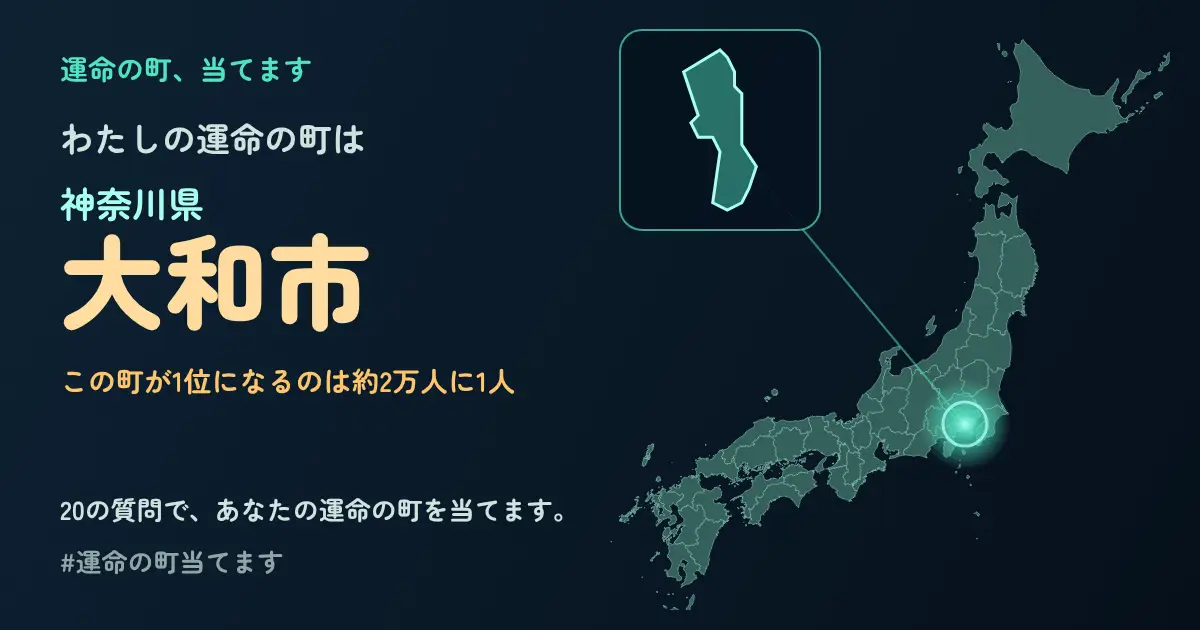 運命の町、当てます
わたしの運命の町は
神奈川県
大和市
この町が1位になるのは約2万人に1人
20の質問で、あなたの運命の町を当てます。
#運命の町当てます